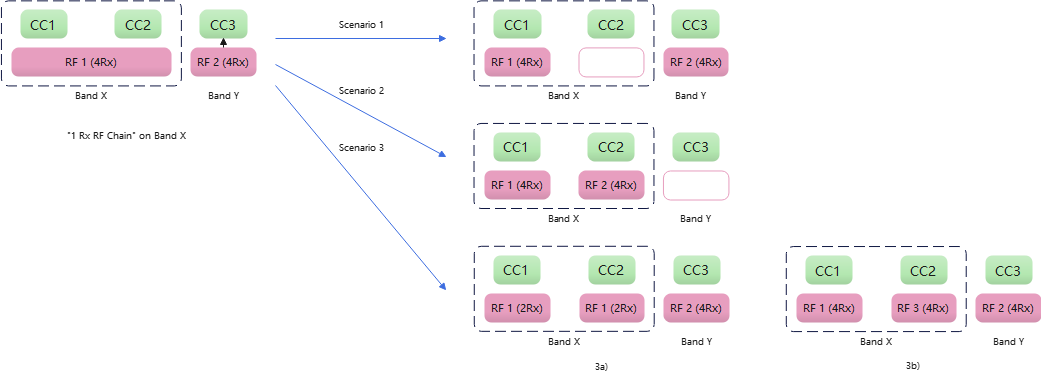 CC1 CC2 CC3
RF 1 (4Rx) RF 2 (4Rx)
Band X Band Y
"1 Rx RF Chain" on Band X
Scenario 1
Scenario 2
Scenario 3
CC1 CC2 CC3
RF 1 (4Rx) RF 2 (4Rx)
Band X Band Y
CC1 CC2 CC3
RF 1 (4Rx) RF 2 (4Rx)
Band X Band Y
CC1 CC2 CC3
RF 1 (2Rx) RF 1 (2Rx) RF 2 (4Rx)
Band X Band Y
3a)
CC1 CC2 CC3
RF 1 (4Rx) RF 3 (4Rx) RF 2 (4Rx)
Band X Band Y
3b)